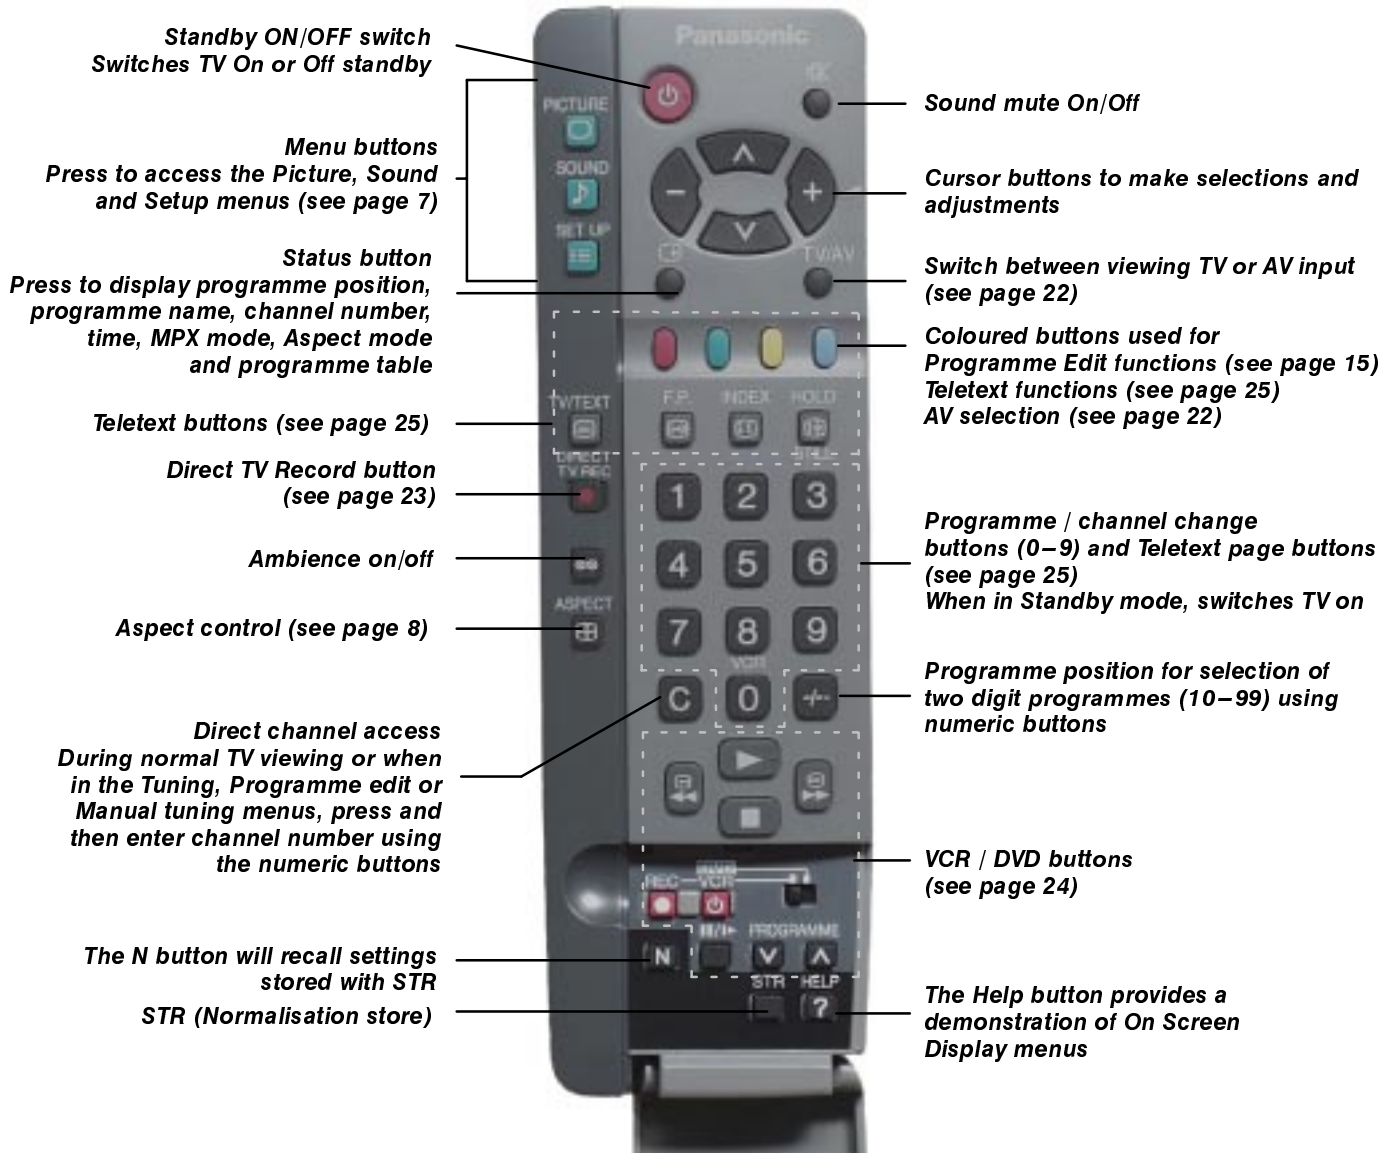 Standby ON/OFF switch
Switches TV On or Off standby
Menu buttons
Press to access the Picture, Sound
and Setup menus (see page 7)
Status button
Press to display programme position,
programme name, channel number,
time, MPX mode, Aspect mode
and programme table
Teletext buttons (see page 25)
Direct TV Record button
(see page 23)
Ambience on/off
Aspect control (see page 8)
Direct channel access
During normal TV viewing or when
in the Tuning, Programme edit or
Manual tuning menus, press and
then enter channel number using
the numeric buttons
The N button will recall settings
stored with STR
STR (Normalisation store)
Panasonic
PICTURE
SOUND
SET UP
TV/AV
TV/TEXT
F.P.
INDEX
HOLD
DIRECT
TV REC
STILL
1
2
3
4
5
6
ASPECT
7
8
9
VCR
C
0
-/--
REC
VCR
PROGRAMME
N
STR
HELP
?
Sound mute On/Off
Cursor buttons to make selections and
adjustments
Switch between viewing TV or AV input
(see page 22)
Coloured buttons used for
Programme Edit functions (see page 15)
Teletext functions (see page 25)
AV selection (see page 22)
Programme / channel change
buttons (0–9) and Teletext page buttons
(see page 25)
When in Standby mode, switches TV on
Programme position for selection of
two digit programmes (10–99) using
numeric buttons
VCR / DVD buttons
(see page 24)
The Help button provides a
demonstration of On Screen
Display menus